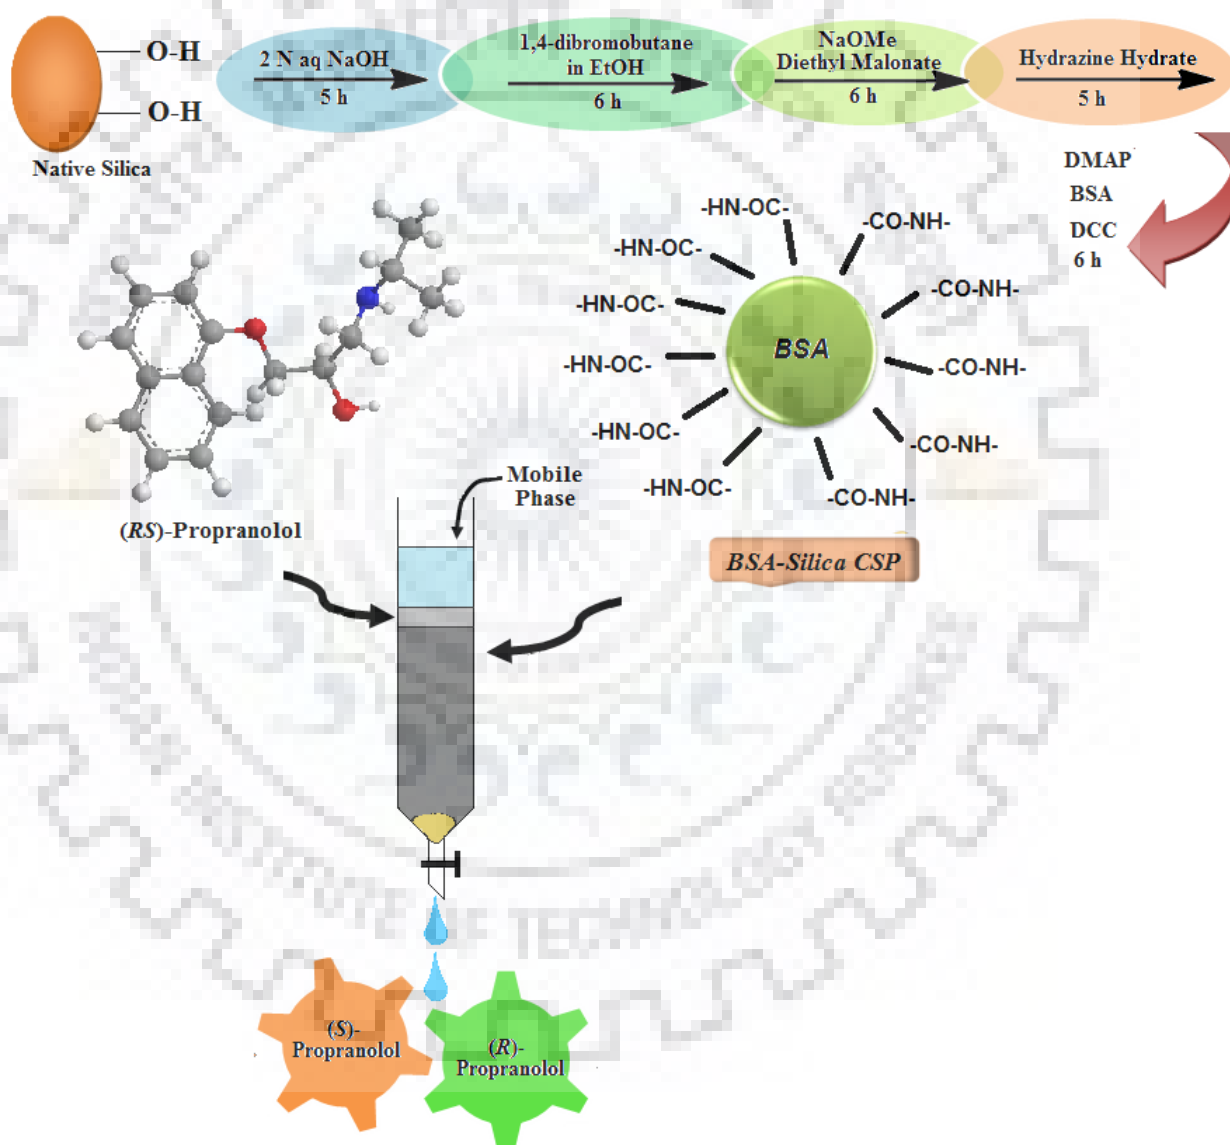 O-H
O-H
Native Silica
2 N aq NaOH
5 h
1,4-dibromobutane
in EtOH
6 h
NaOMe
Diethyl Malonate
6 h
Hydrazine Hydrate
5 h
DMAP
BSA
DCC
6 h
-HN-OC-
-HN-OC-
-HN-OC-
-HN-OC-
-HN-OC-
-HN-OC-
-CO-NH-
-CO-NH-
-CO-NH-
-CO-NH-
-CO-NH-
BSA
BSA-Silica CSP
(RS)-Propranolol
Mobile
Phase
(S)-
Propranolol
(R)-
Propranolol
OF TECHN